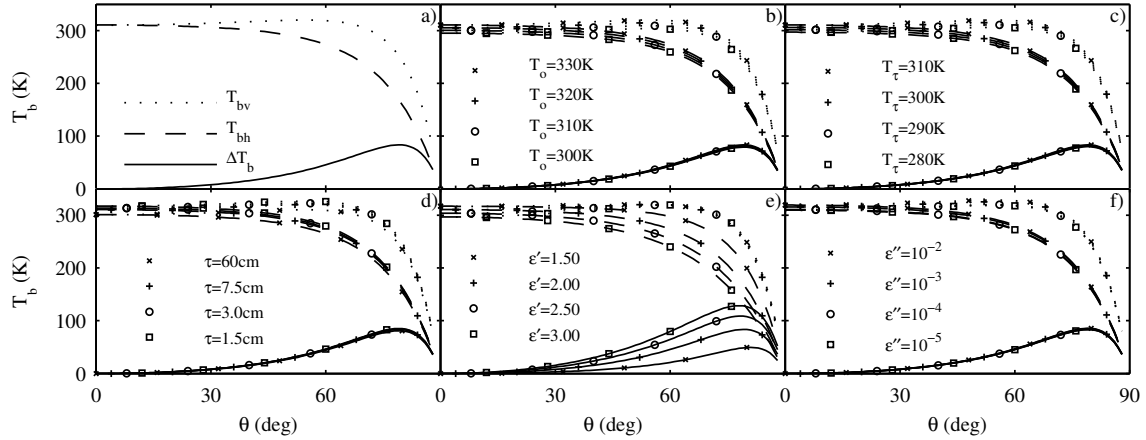 a)
b)
c)
300
200
100
0
T_b (K)
T_bv
T_bh
ΔT_b
T_o=330K
T_o=320K
T_o=310K
T_o=300K
T_τ=310K
T_τ=300K
T_τ=290K
T_τ=280K
d)
e)
f)
300
200
100
0
T_b (K)
τ=60cm
τ=7.5cm
τ=3.0cm
τ=1.5cm
ε′=1.50
ε′=2.00
ε′=2.50
ε′=3.00
ε″=10⁻²
ε″=10⁻³
ε″=10⁻⁴
ε″=10⁻⁵
0 30 60 0 30 60 0 30 60 90
θ (deg) θ (deg) θ (deg)